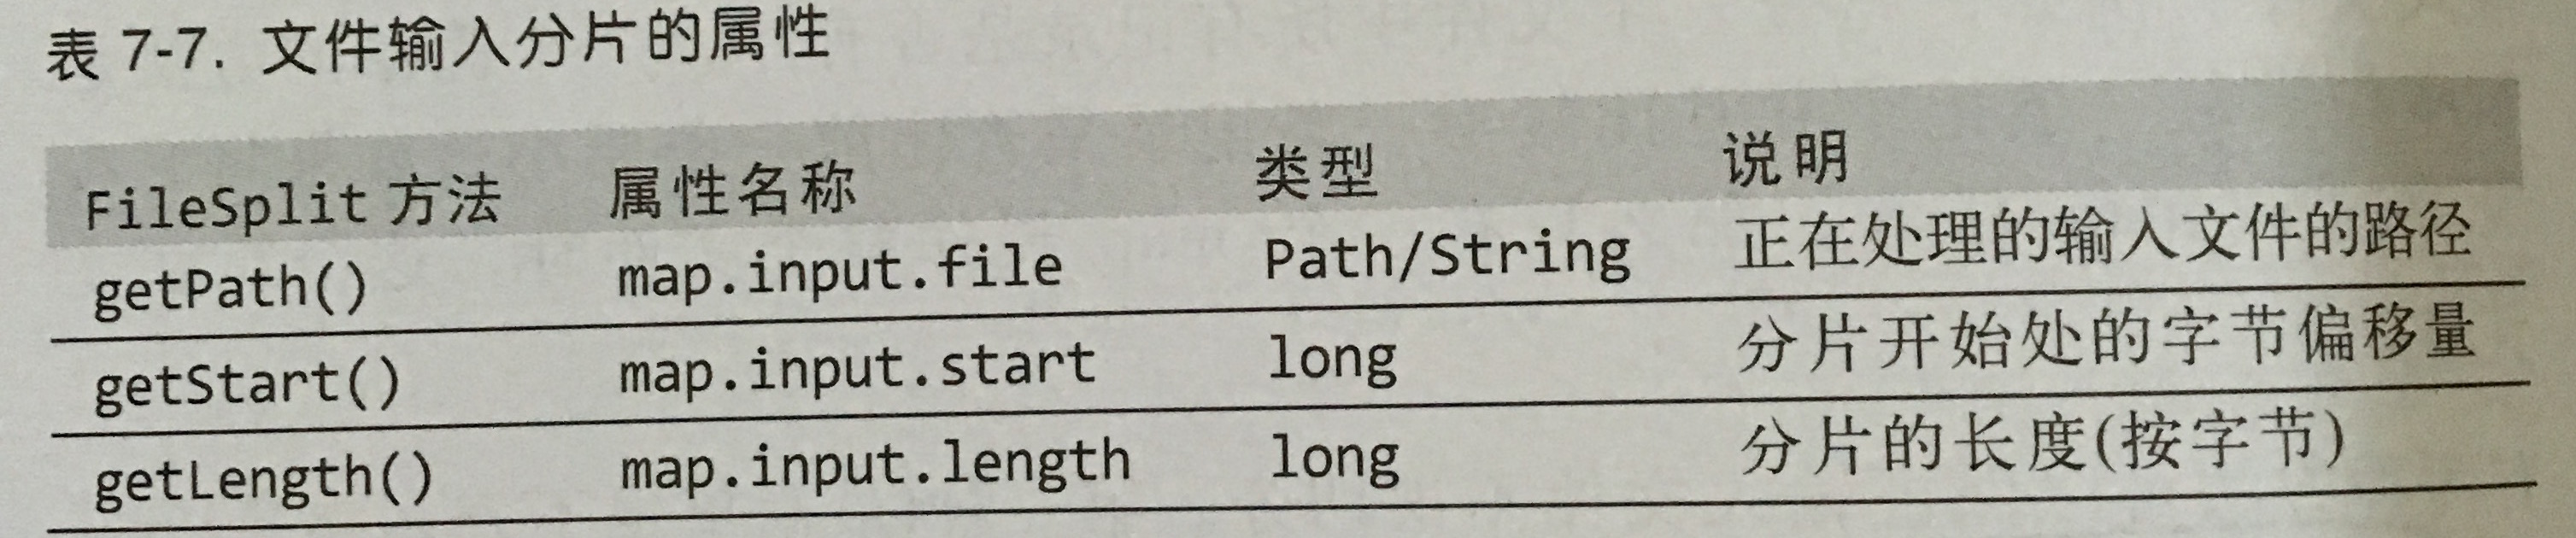 表 7-7. 文件输入分片的属性
FileSplit 方法 属性名称 类型 说明
getPath() map.input.file Path/String 正在处理的输入文件的路径
getStart() map.input.start long 分片开始处的字节偏移量
getLength() map.input.length long 分片的长度(按字节)